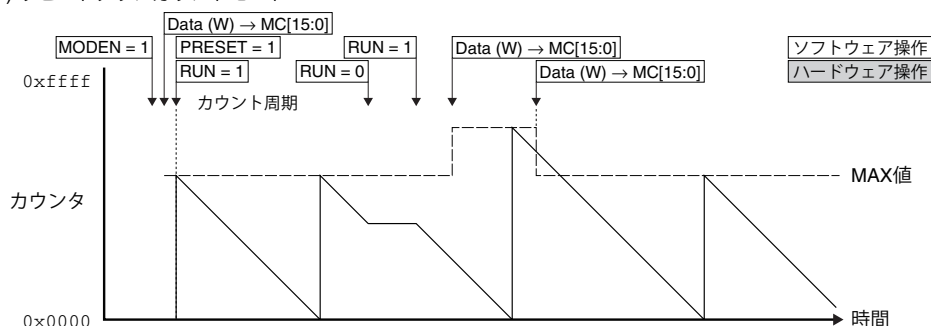 Data (W) → MC[15:0]
MODEN = 1
PRESET = 1
RUN = 1
Data (W) → MC[15:0]
ソフトウェア操作
RUN = 1
RUN = 0
Data (W) → MC[15:0]
ハードウェア操作
0xffff
カウント周期
MAX値
カウンタ
0x0000
時間